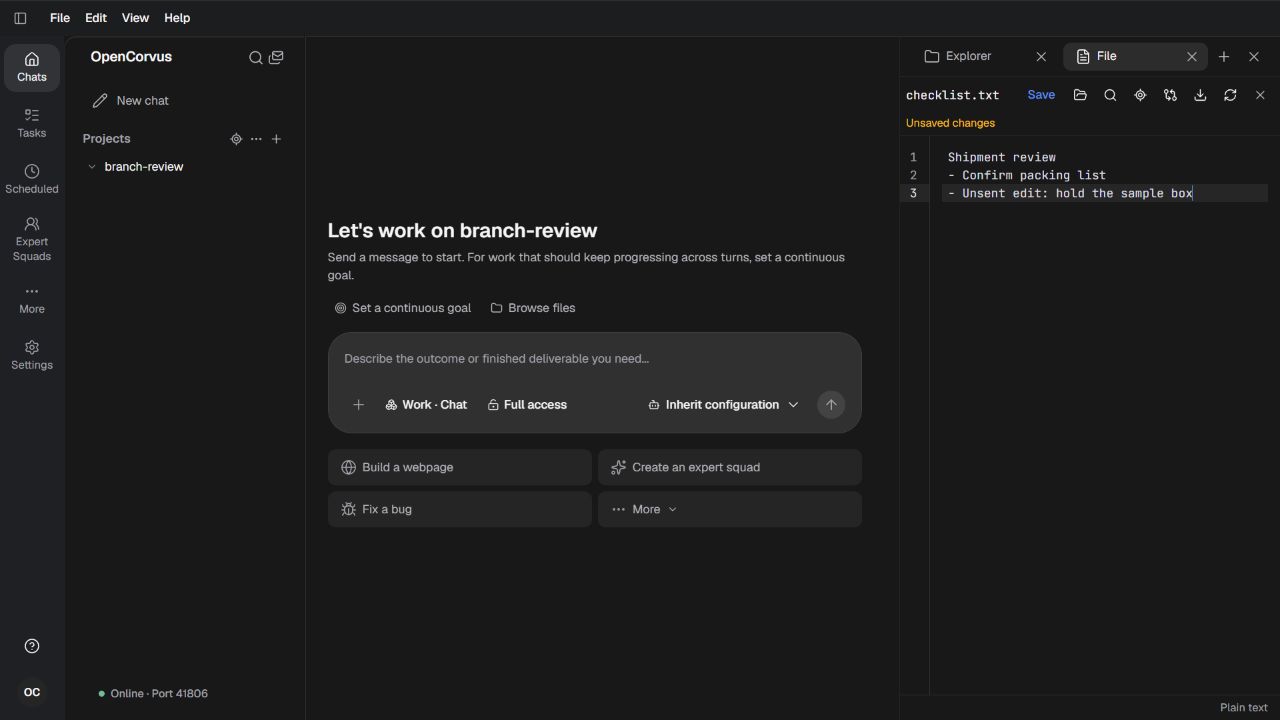 File Edit View Help
Chats
Tasks
Scheduled
Expert
Squads
More
Settings
OC
OpenCorvus
New chat
Projects
branch-review
Online · Port 41806
Let's work on branch-review
Send a message to start. For work that should keep progressing across turns, set a continuous
goal.
Set a continuous goal Browse files
Describe the outcome or finished deliverable you need...
Work · Chat Full access Inherit configuration
Build a webpage Create an expert squad
Fix a bug More
Explorer File
checklist.txt Save
Unsaved changes
1 Shipment review
2 - Confirm packing list
3 - Unsent edit: hold the sample box
Plain text